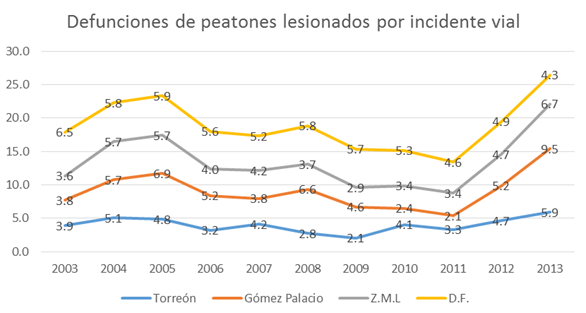 Defunciones de peatones lesionados por incidente vial
30.0
25.0
20.0
15.0
10.0
5.0
0.0
6.5 5.8 5.9 5.6 5.2 5.8 5.7 5.3 4.6 4.9 4.3
3.6 5.7 5.7 4.0 4.2 3.7 2.9 3.4 3.4 4.7 6.7
3.8 5.7 6.9 5.2 3.8 6.6 4.6 2.4 2.1 5.2 9.5
3.9 5.1 4.8 3.2 4.2 2.8 2.1 4.1 3.3 4.7 5.9
2003 2004 2005 2006 2007 2008 2009 2010 2011 2012 2013
Torreón Gómez Palacio Z.M.L D.F.